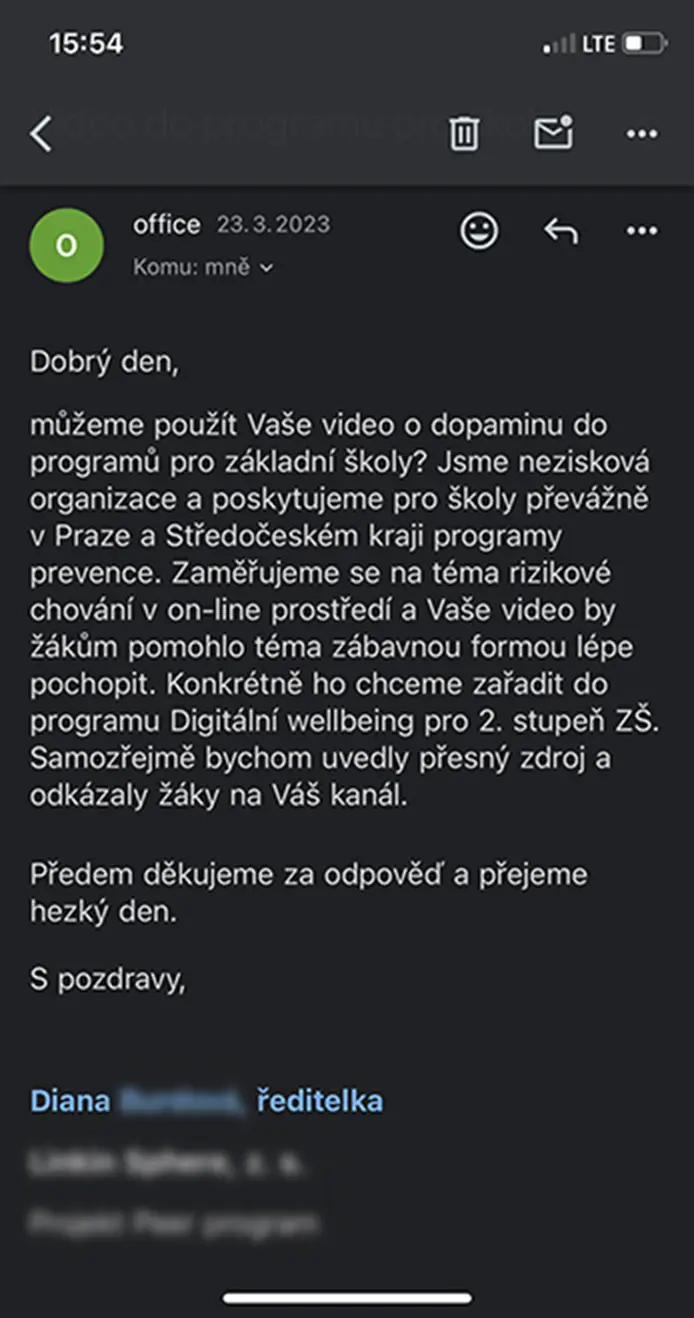 15:54
LTE
office 23.3.2023
O
Komu: mně
Dobrý den,
můžeme použít Vaše video o dopaminu do
programů pro základní školy? Jsme nezisková
organizace a poskytujeme pro školy převážně
v Praze a Středočeském kraji programy
prevence. Zaměřujeme se na téma rizikové
chování v on-line prostředí a Vaše video by
žákům pomohlo téma zábavnou formou lépe
pochopit. Konkrétně ho chceme zařadit do
programu Digitální wellbeing pro 2. stupeň ZŠ.
Samozřejmě bychom uvedly přesný zdroj a
odkázaly žáky na Váš kanál.
Předem děkujeme za odpověď a přejeme
hezký den.
S pozdravy,
Diana ředitelka